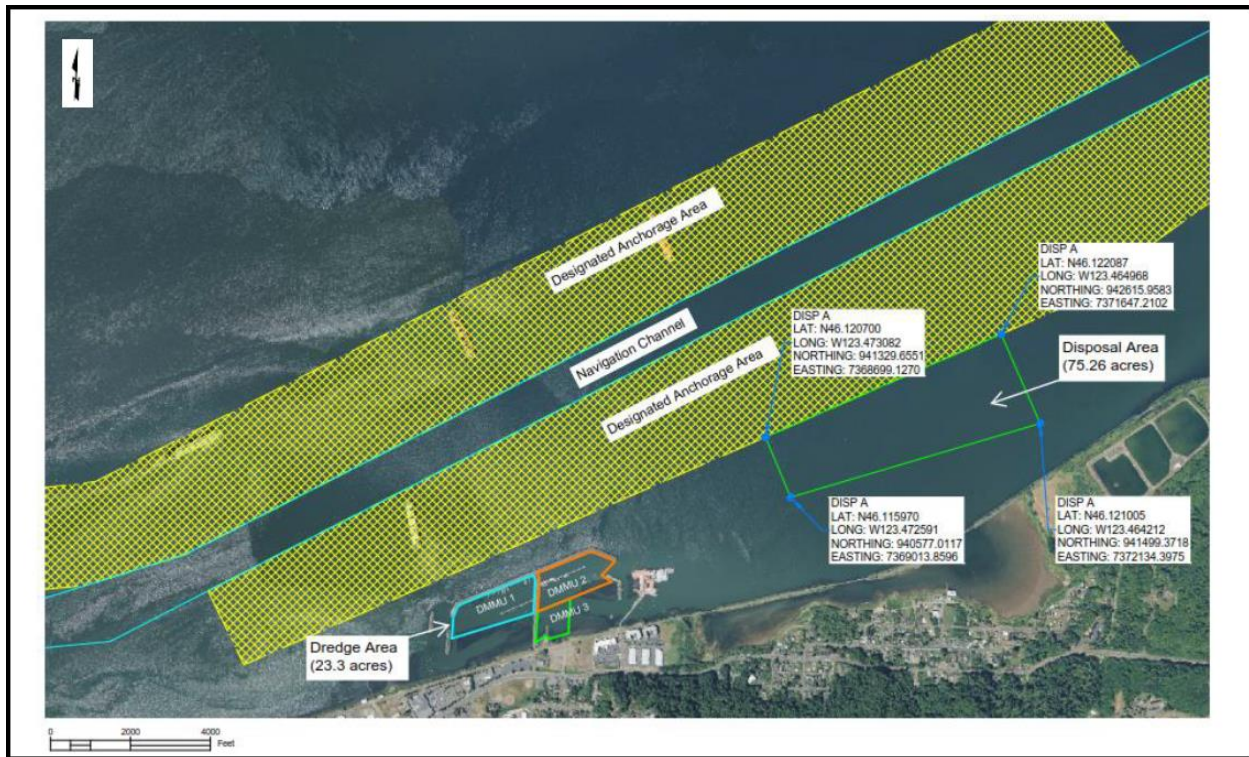 DISP A
LAT: N46.122087
LONG: W123.464968
NORTHING: 942615.9583
EASTING: 7371647.2102
Designated Anchorage Area
DISP A
LAT: N46.120700
LONG: W123.473082
NORTHING: 941329.6551
EASTING: 7368699.1270
Disposal Area
(75.26 acres)
Navigation Channel
Designated Anchorage Area
DISP A
LAT: N46.115970
LONG: W123.472591
NORTHING: 940577.0117
EASTING: 7369013.8596
DISP A
LAT: N46.121005
LONG: W123.464212
NORTHING: 941499.3718
EASTING: 7372134.3975
DMMU 1
DMMU 2
DMMU 3
Dredge Area
(23.3 acres)
0 2000 4000
Feet